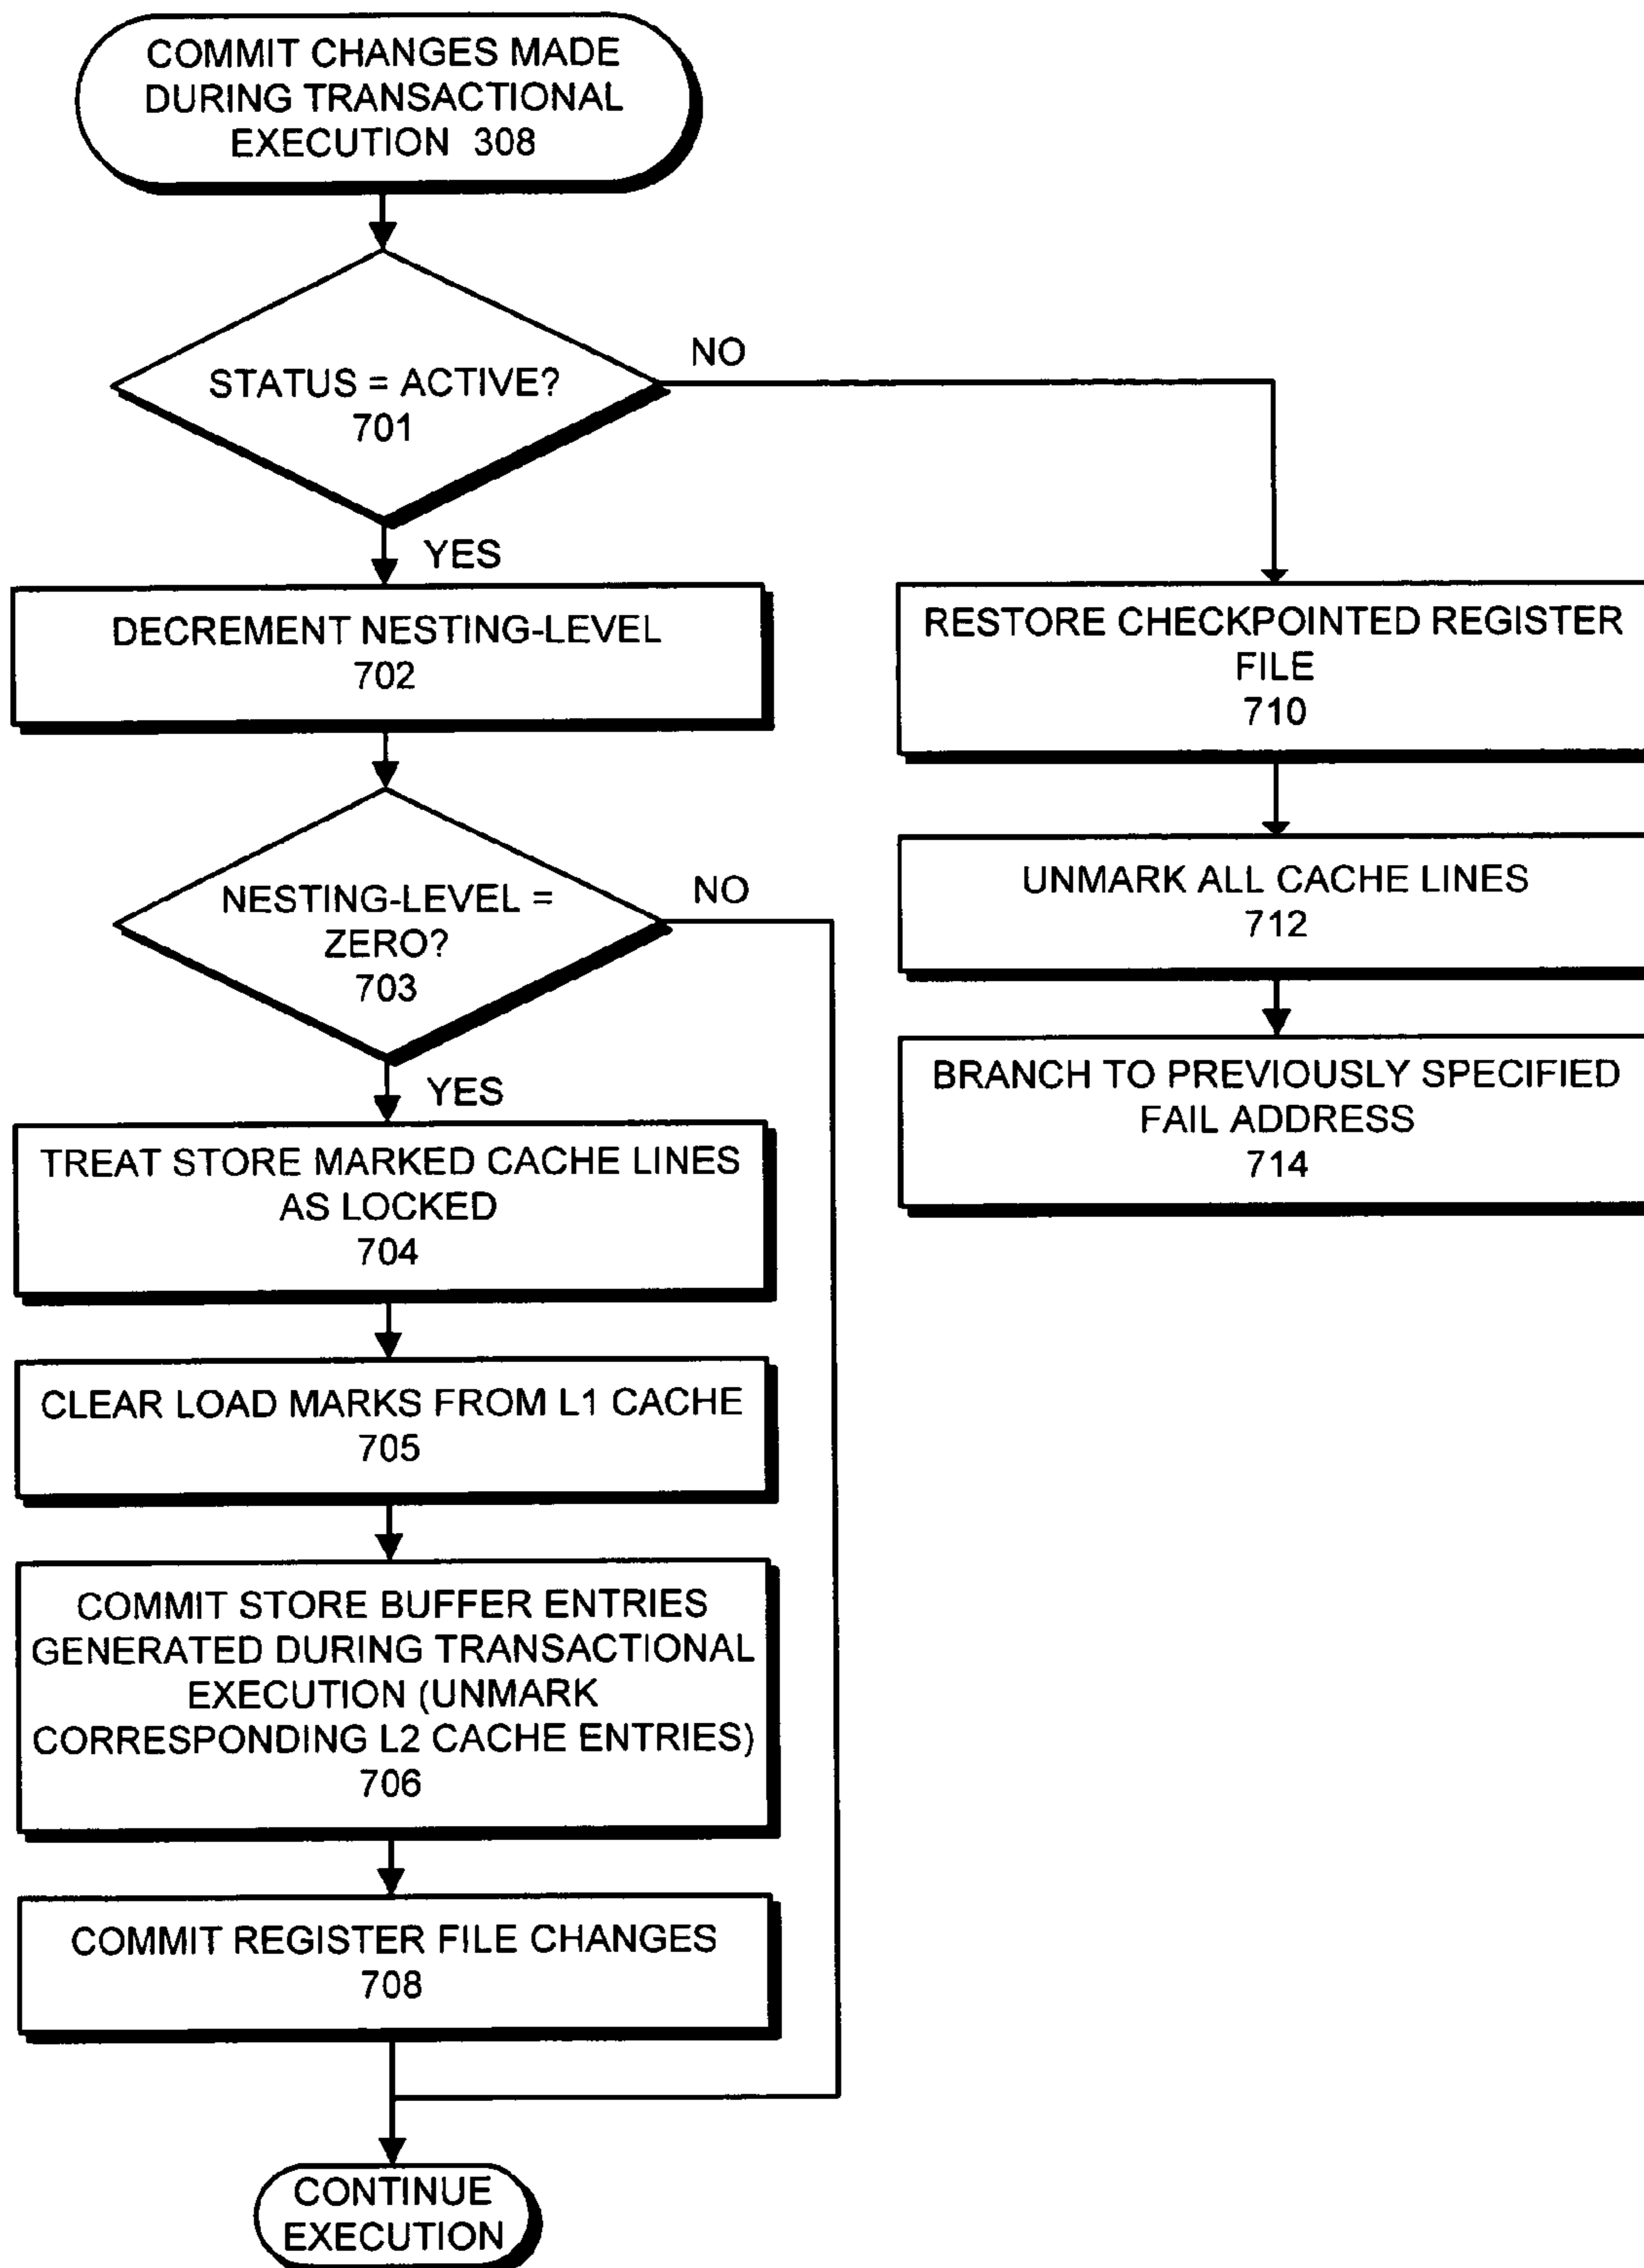 COMMIT CHANGES MADE
DURING TRANSACTIONAL
EXECUTION 308
STATUS = ACTIVE?
701
NO
YES
DECREMENT NESTING-LEVEL
702
NESTING-LEVEL =
ZERO?
703
NO
YES
TREAT STORE MARKED CACHE LINES
AS LOCKED
704
CLEAR LOAD MARKS FROM L1 CACHE
705
COMMIT STORE BUFFER ENTRIES
GENERATED DURING TRANSACTIONAL
EXECUTION (UNMARK
CORRESPONDING L2 CACHE ENTRIES)
706
COMMIT REGISTER FILE CHANGES
708
CONTINUE
EXECUTION
RESTORE CHECKPOINTED REGISTER
FILE
710
UNMARK ALL CACHE LINES
712
BRANCH TO PREVIOUSLY SPECIFIED
FAIL ADDRESS
714